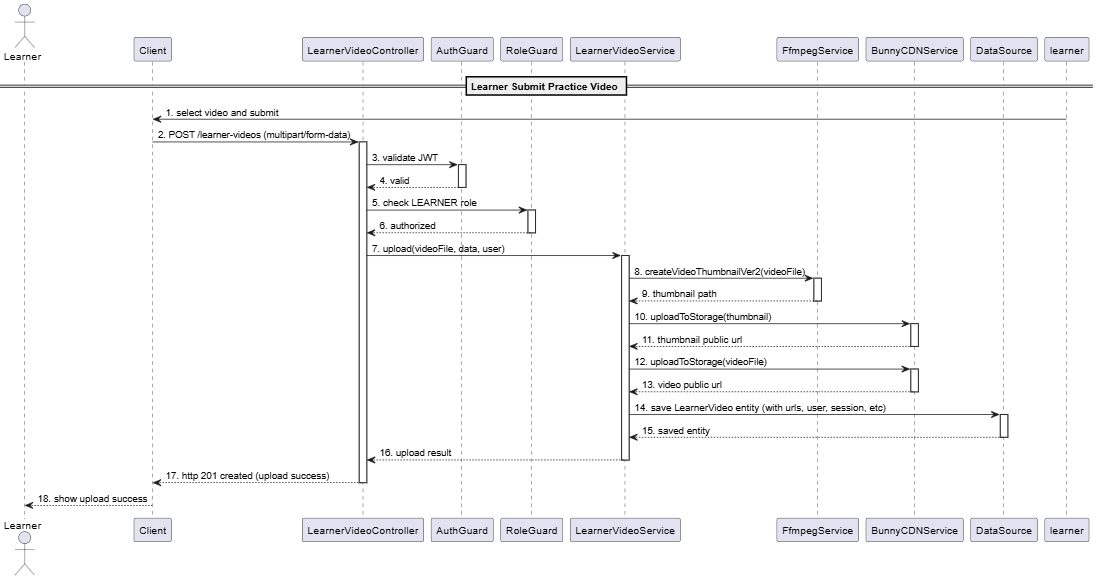 Learner
Client
LearnerVideoController
AuthGuard
RoleGuard
LearnerVideoService
FfmpegService
BunnyCDNService
DataSource
learner
Learner Submit Practice Video
1. select video and submit
2. POST /learner-videos (multipart/form-data)
3. validate JWT
4. valid
5. check LEARNER role
6. authorized
7. upload(videoFile, data, user)
8. createVideoThumbnailVer2(videoFile)
9. thumbnail path
10. uploadToStorage(thumbnail)
11. thumbnail public url
12. uploadToStorage(videoFile)
13. video public url
14. save LearnerVideo entity (with urls, user, session, etc)
15. saved entity
16. upload result
17. http 201 created (upload success)
18. show upload success
Learner
Client
LearnerVideoController
AuthGuard
RoleGuard
LearnerVideoService
FfmpegService
BunnyCDNService
DataSource
learner